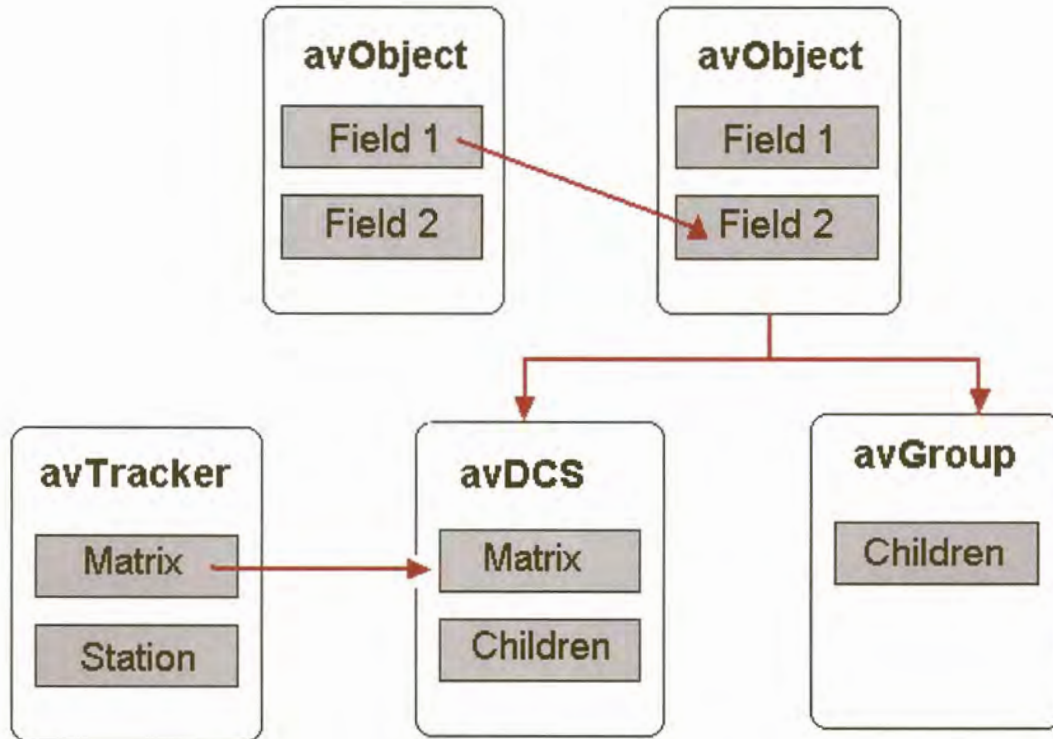 avObject
Field 1
Field 2
avObject
Field 1
Field 2
avTracker
Matrix
Station
avDCS
Matrix
Children
avGroup
Children